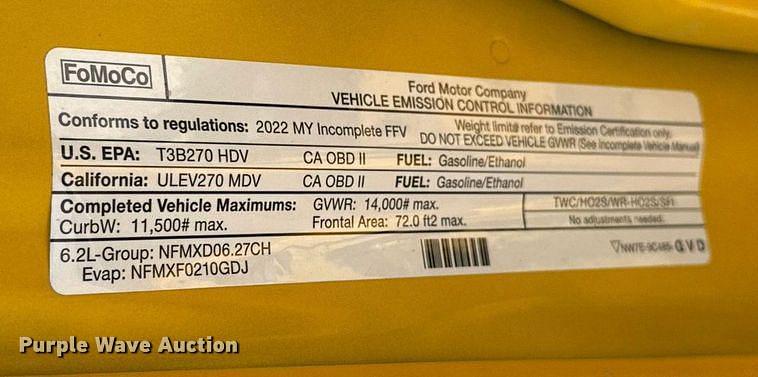 FoMoCo
Ford Motor Company
VEHICLE EMISSION CONTROL INFORMATION
Conforms to regulations: 2022 MY Incomplete FFV
Weight limits refer to Emission Certification only.
DO NOT EXCEED VEHICLE GVWR (See Incomplete Vehicle Manual)
U.S. EPA: T3B270 HDV CA OBD II FUEL: Gasoline/Ethanol
California: ULEV270 MDV CA OBD II FUEL: Gasoline/Ethanol
Completed Vehicle Maximums: GVWR: 14,000# max.
CurbW: 11,500# max. Frontal Area: 72.0 ft2 max.
TWC/HO2S/WR-HO2S/SFI
No adjustments needed.
6.2L-Group: NFMXD06.27CH
Evap: NFMXF0210GDJ
NW7E-9C485- GVD
Purple Wave Auction